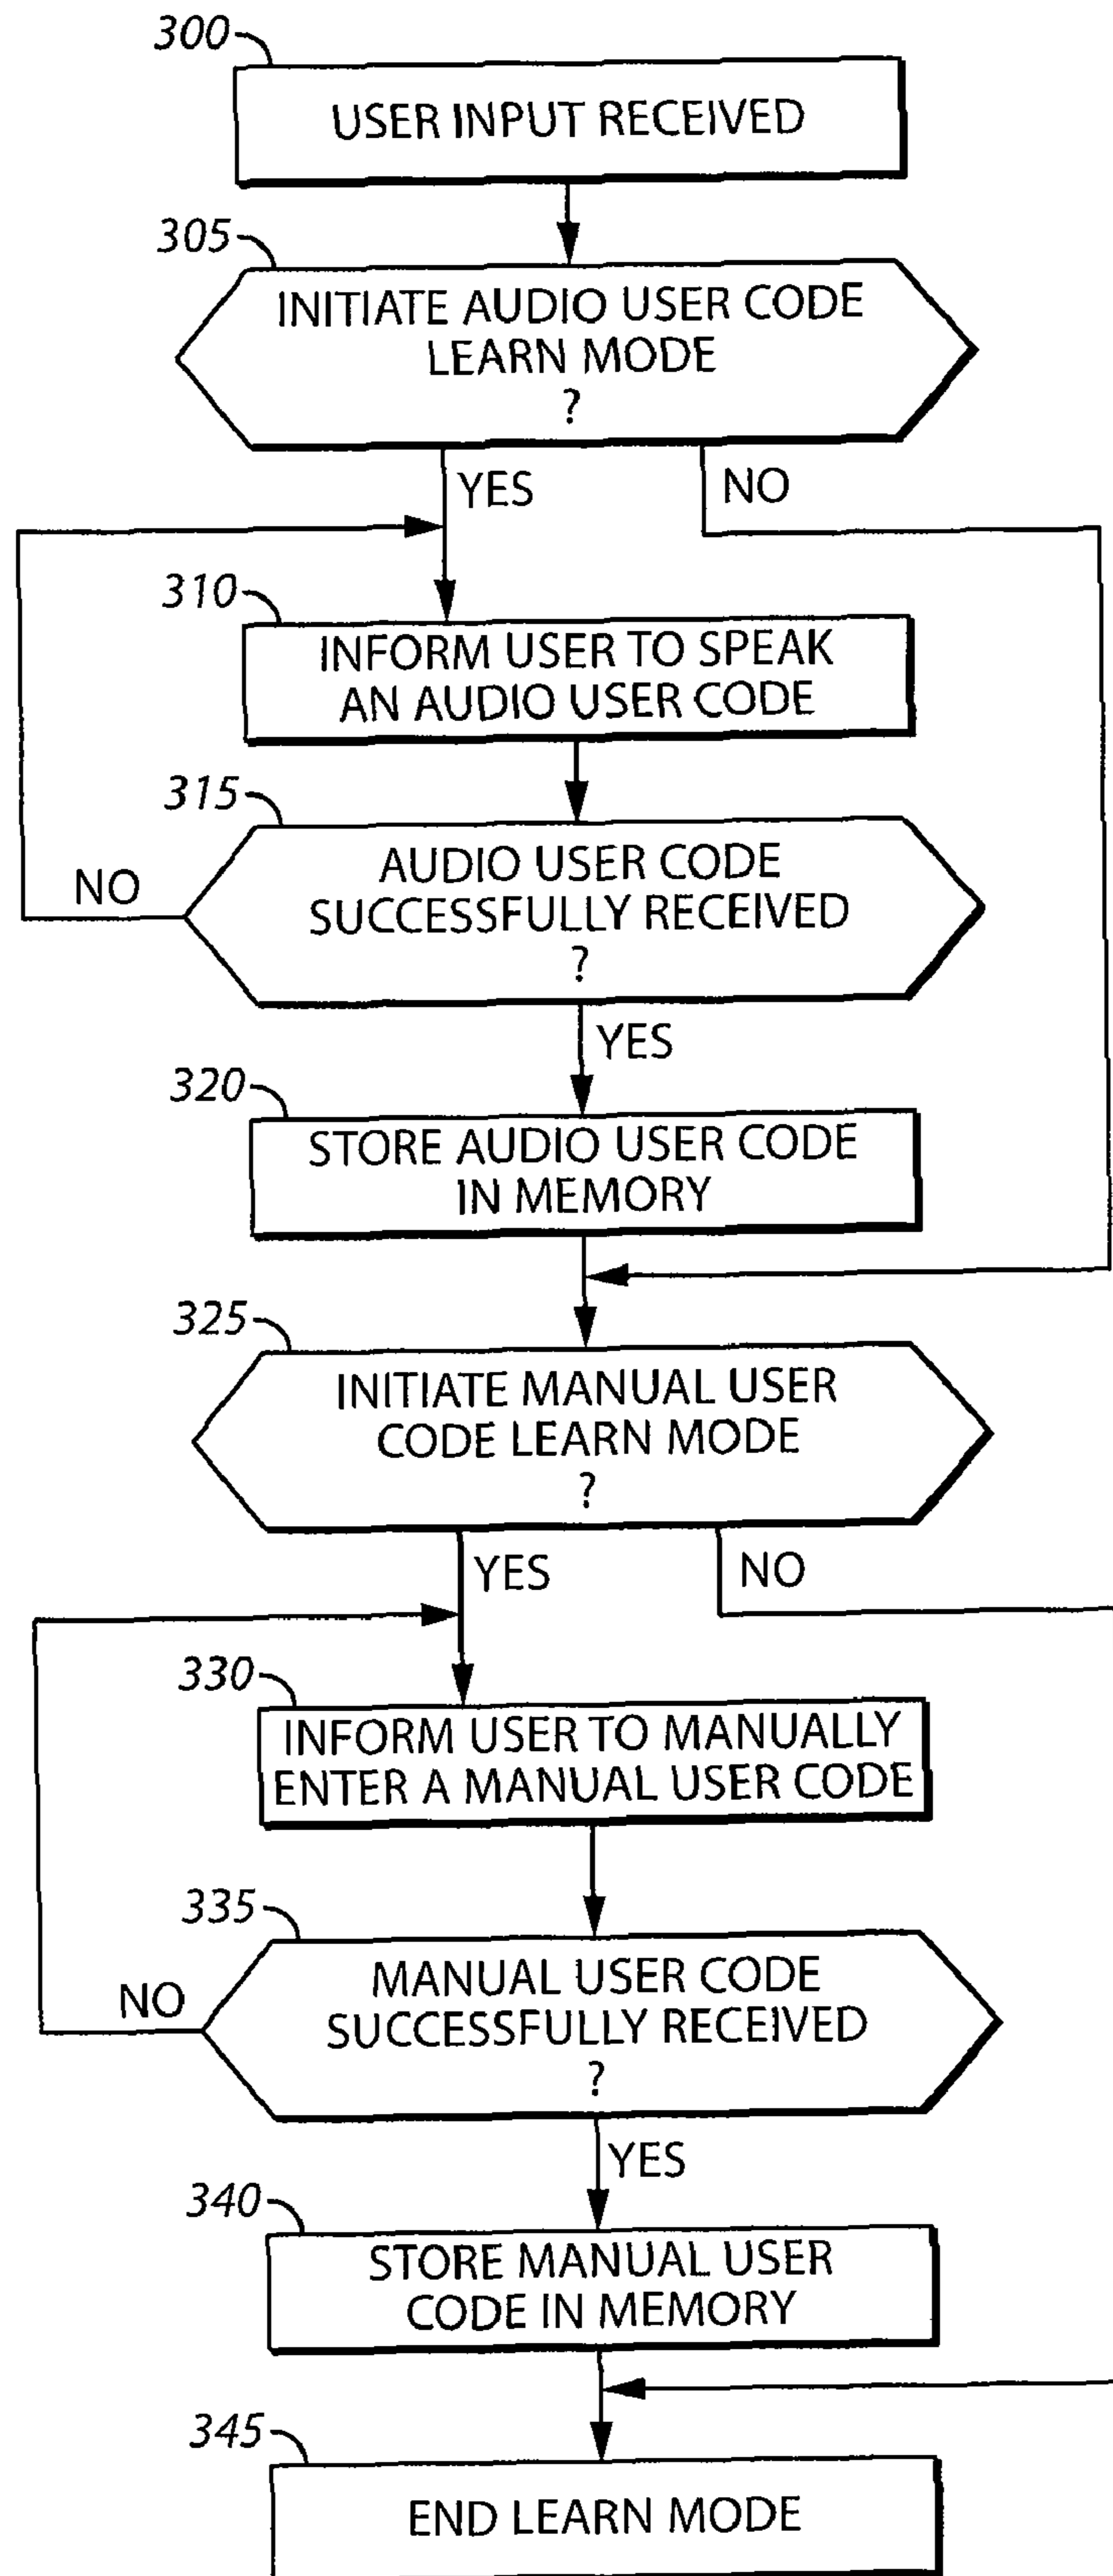 300
USER INPUT RECEIVED
305
INITIATE AUDIO USER CODE
LEARN MODE
?
YES
NO
310
INFORM USER TO SPEAK
AN AUDIO USER CODE
315
AUDIO USER CODE
SUCCESSFULLY RECEIVED
?
NO
YES
320
STORE AUDIO USER CODE
IN MEMORY
325
INITIATE MANUAL USER
CODE LEARN MODE
?
YES
NO
330
INFORM USER TO MANUALLY
ENTER A MANUAL USER CODE
335
MANUAL USER CODE
SUCCESSFULLY RECEIVED
?
NO
YES
340
STORE MANUAL USER
CODE IN MEMORY
345
END LEARN MODE